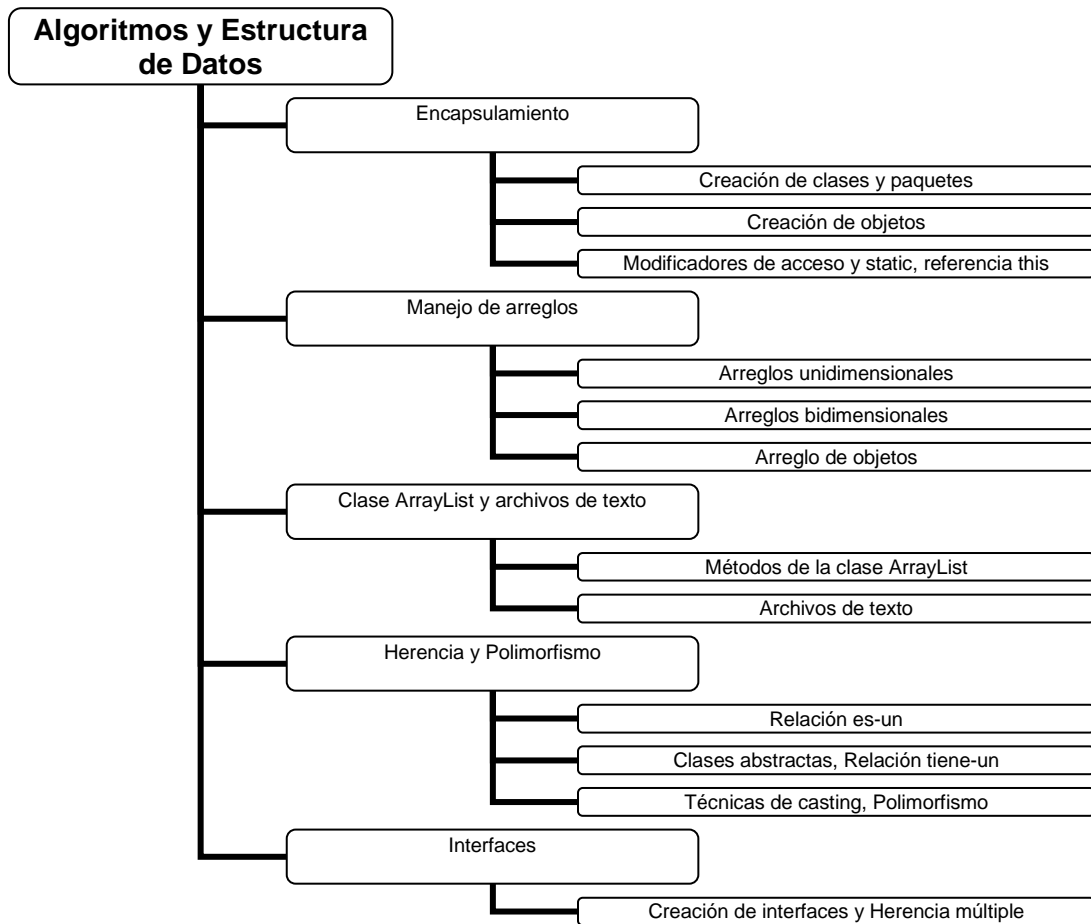 Algoritmos y Estructura
de Datos
Encapsulamiento
Creación de clases y paquetes
Creación de objetos
Modificadores de acceso y static, referencia this
Manejo de arreglos
Arreglos unidimensionales
Arreglos bidimensionales
Arreglo de objetos
Clase ArrayList y archivos de texto
Métodos de la clase ArrayList
Archivos de texto
Herencia y Polimorfismo
Relación es-un
Clases abstractas, Relación tiene-un
Técnicas de casting, Polimorfismo
Interfaces
Creación de interfaces y Herencia múltiple